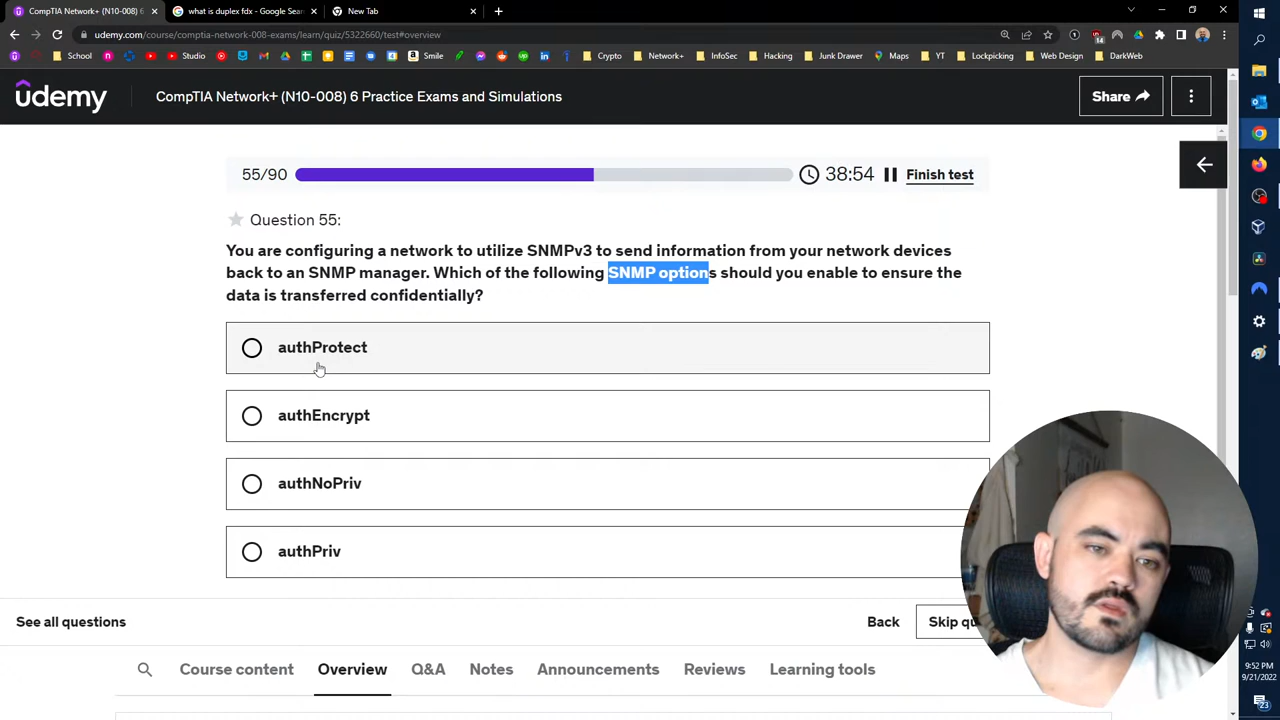 CompTIA Network+ (N10-008) 6 P
what is duplex fdx - Google Sear
New Tab
udemy.com/course/comptia-network-008-exams/learn/quiz/5322660/test#overview
School
Studio
Smile
Crypto
Network+
InfoSec
Junk Drawer
Maps
YT
Lockpicking
Web Design
DarkWeb
udemy
CompTIA Network+ (N10-008) 6 Practice Exams and Simulations
Share
55/90
38:54
Finish test
Question 55:
You are configuring a network to utilize SNMPv3 to send information from your network devices
back to an SNMP manager. Which of the following SNMP options should you enable to ensure the
data is transferred confidentially?
authProtect
authEncrypt
authNoPriv
authPriv
See all questions
Back
Skip qu
Course content
Overview
Q&A
Notes
Announcements
Reviews
Learning tools
9:52 PM
9/21/2022
23